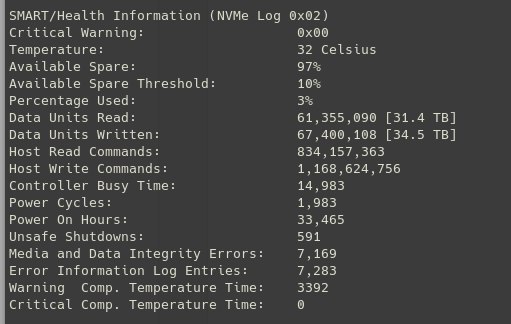 SMART/Health Information (NVMe Log 0x02)
Critical Warning: 0x00
Temperature: 32 Celsius
Available Spare: 97%
Available Spare Threshold: 10%
Percentage Used: 3%
Data Units Read: 61,355,090 [31.4 TB]
Data Units Written: 67,400,108 [34.5 TB]
Host Read Commands: 834,157,363
Host Write Commands: 1,168,624,756
Controller Busy Time: 14,983
Power Cycles: 1,983
Power On Hours: 33,465
Unsafe Shutdowns: 591
Media and Data Integrity Errors: 7,169
Error Information Log Entries: 7,283
Warning  Comp. Temperature Time: 3392
Critical Comp. Temperature Time: 0